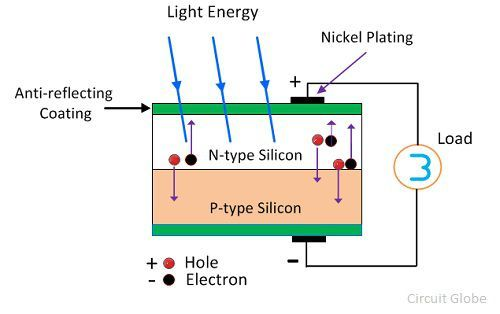 Light Energy
Nickel Plating
Anti-reflecting
Coating
+
Load
N-type Silicon
P-type Silicon
-
+ Hole
- Electron
Circuit Globe